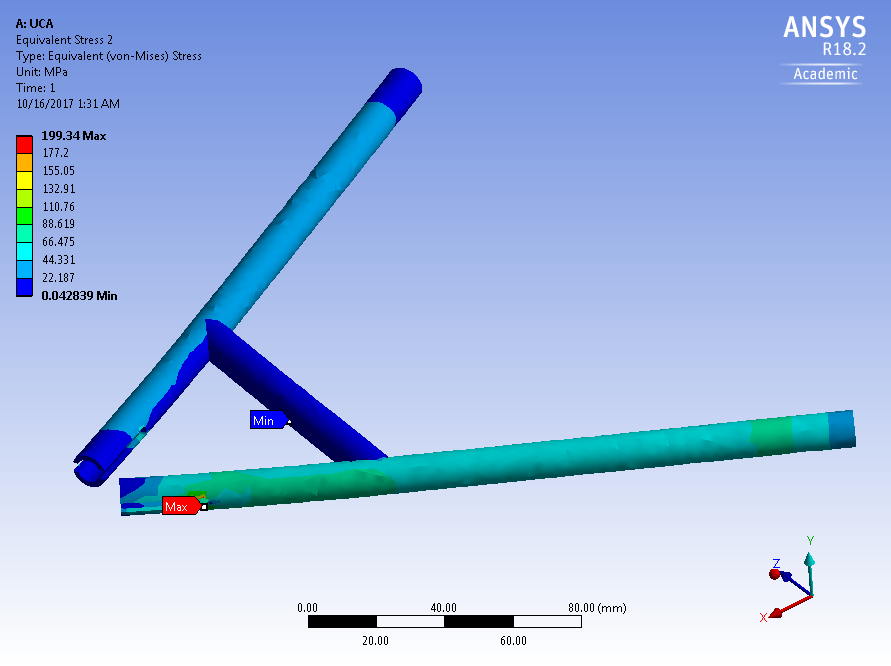 A: UCA
Equivalent Stress 2
Type: Equivalent (von-Mises) Stress
Unit: MPa
Time: 1
10/16/2017 1:31 AM
199.34 Max
177.2
155.05
132.91
110.76
88.619
66.475
44.331
22.187
0.042839 Min
ANSYS
R18.2
Academic
Min
Max
0.00 40.00 80.00 (mm)
20.00 60.00
Y
Z
X